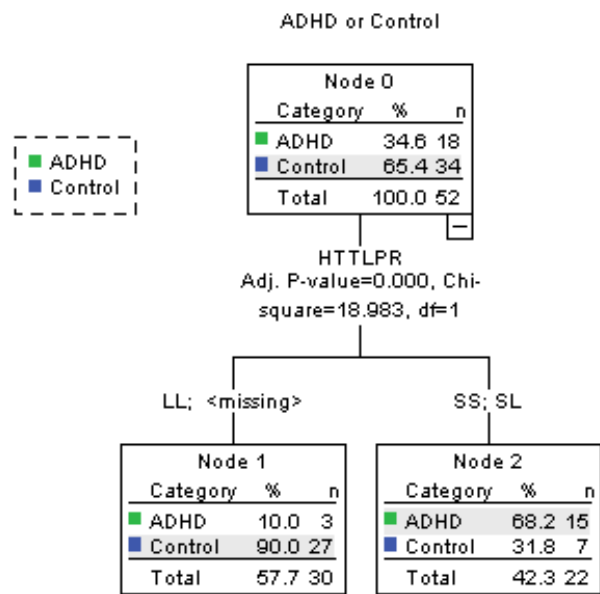 ADHD or Control
ADHD
Control
Node 0
Category % n
ADHD 34.6 18
Control 65.4 34
Total 100.0 52
HTTLPR
Adj. P-value=0.000, Chi-
square=18.983, df=1
LL; <missing>
SS; SL
Node 1
Category % n
ADHD 10.0 3
Control 90.0 27
Total 57.7 30
Node 2
Category % n
ADHD 68.2 15
Control 31.8 7
Total 42.3 22